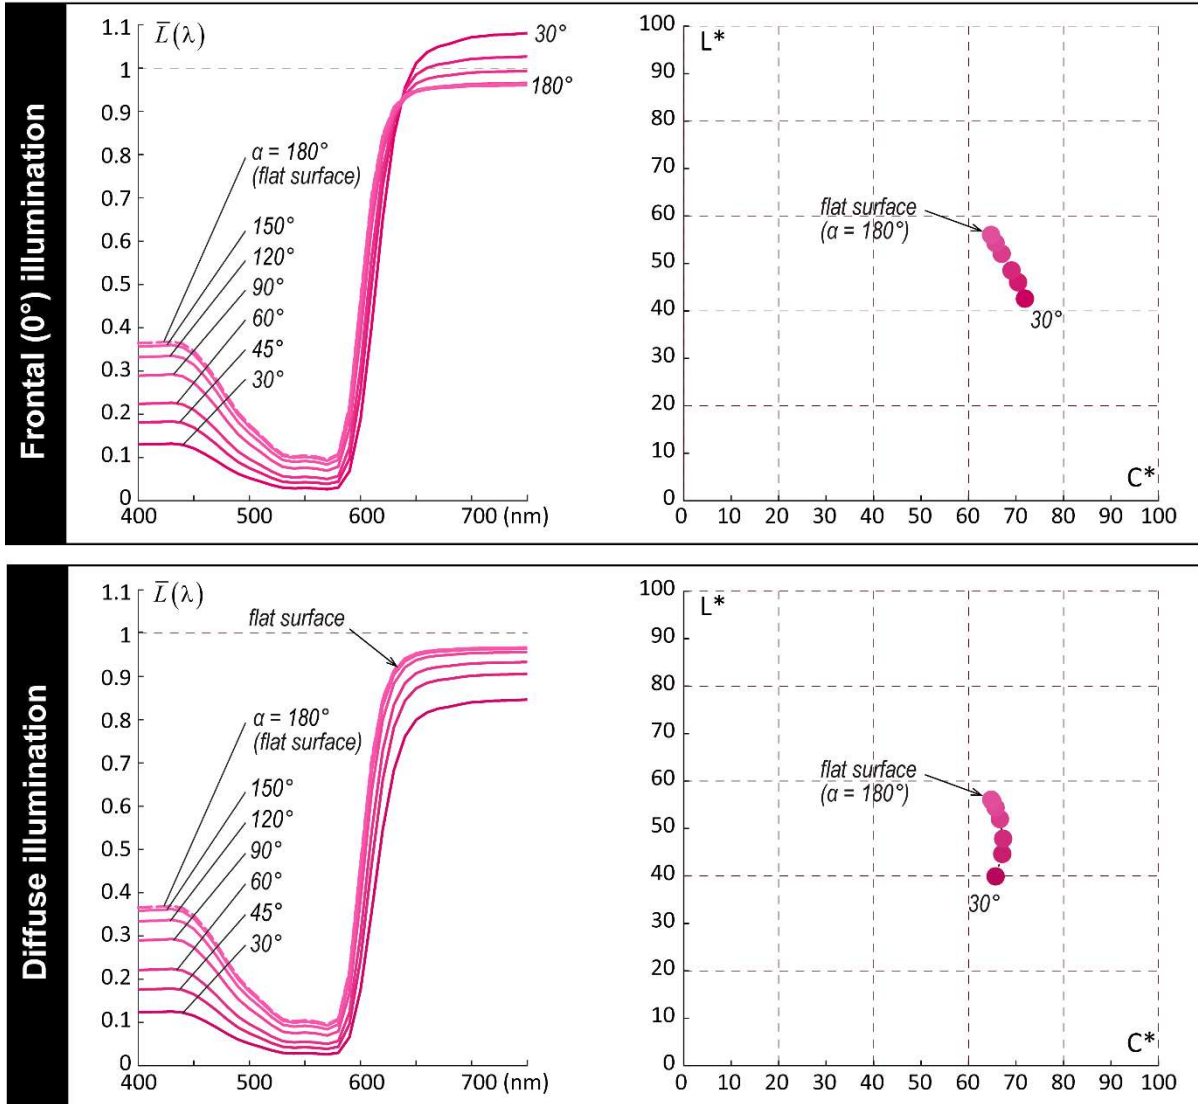 Frontal (0°) illumination
L̅(λ)
1.1
1
0.9
0.8
0.7
0.6
0.5
0.4
0.3
0.2
0.1
0
400 500 600 700 (nm)
30°
180°
α = 180°
(flat surface)
150°
120°
90°
60°
45°
30°
L*
100
90
80
70
60
50
40
30
20
10
0
flat surface
(α = 180°)
30°
C*
0 10 20 30 40 50 60 70 80 90 100
Diffuse illumination
L̅(λ)
1.1
1
0.9
0.8
0.7
0.6
0.5
0.4
0.3
0.2
0.1
0
400 500 600 700 (nm)
flat surface
α = 180°
(flat surface)
150°
120°
90°
60°
45°
30°
L*
100
90
80
70
60
50
40
30
20
10
0
flat surface
(α = 180°)
30°
C*
0 10 20 30 40 50 60 70 80 90 100